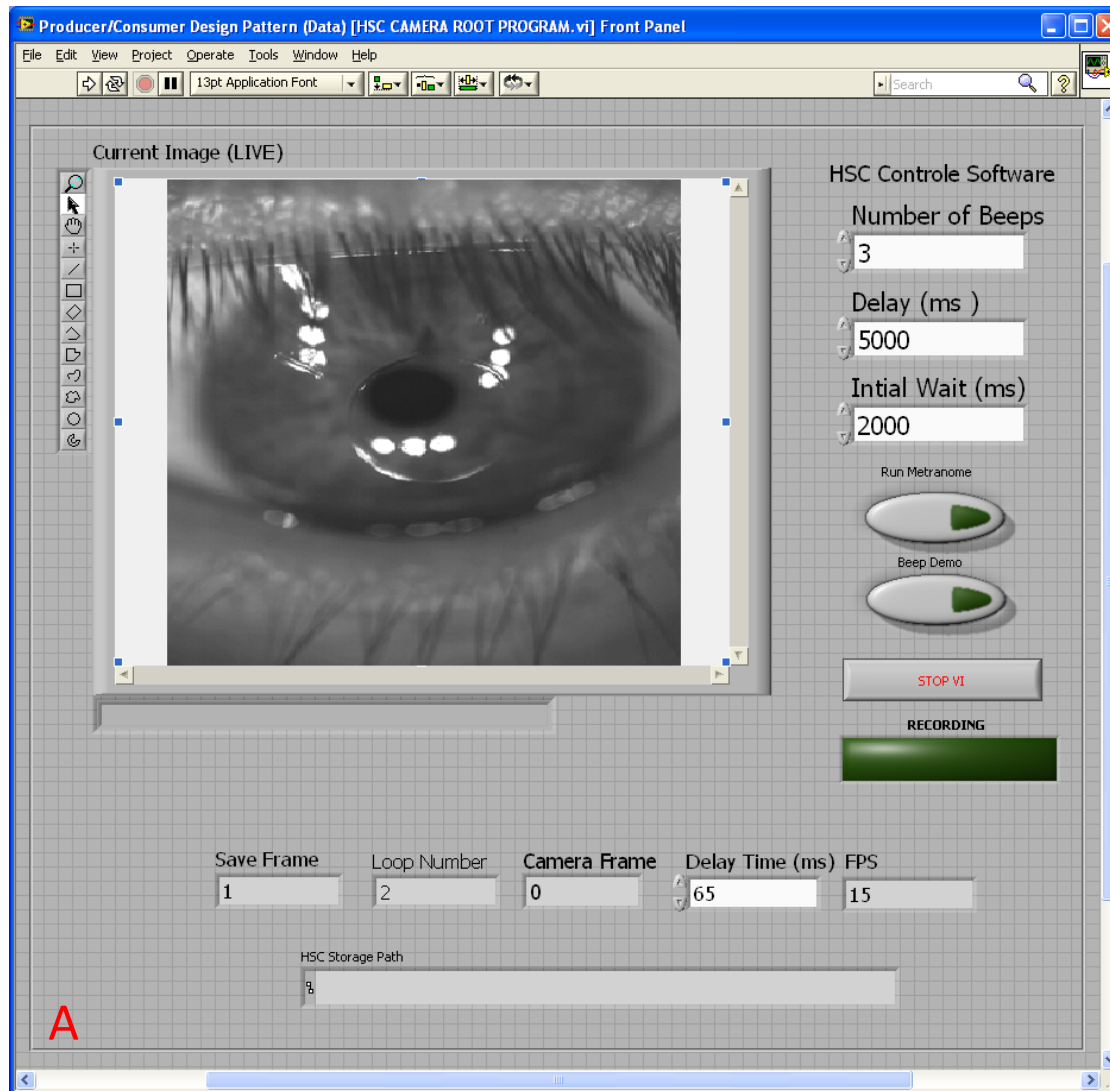 Producer/Consumer Design Pattern (Data) [HSC CAMERA ROOT PROGRAM.vi] Front Panel
File Edit View Project Operate Tools Window Help
13pt Application Font
Search
Current Image (LIVE)
HSC Controle Software
Number of Beeps
3
Delay (ms )
5000
Intial Wait (ms)
2000
Run Metranome
Beep Demo
STOP VI
RECORDING
Save Frame Loop Number Camera Frame Delay Time (ms) FPS
1 2 0 65 15
HSC Storage Path
A